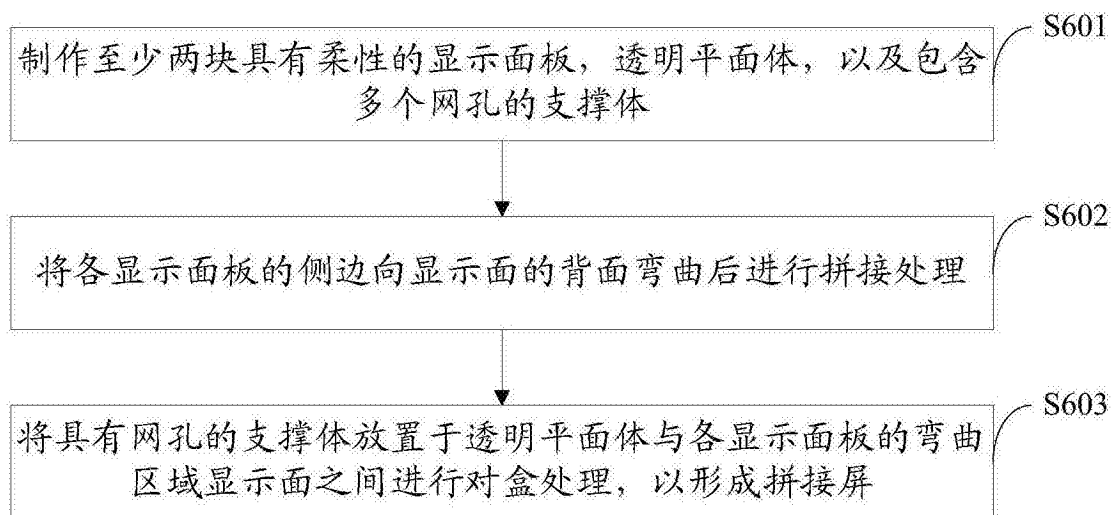 S601
制作至少两块具有柔性的显示面板，透明平面体，以及包含
多个网孔的支撑体
S602
将各显示面板的侧边向显示面的背面弯曲后进行拼接处理
S603
将具有网孔的支撑体放置于透明平面体与各显示面板的弯曲
区域显示面之间进行对盒处理，以形成拼接屏